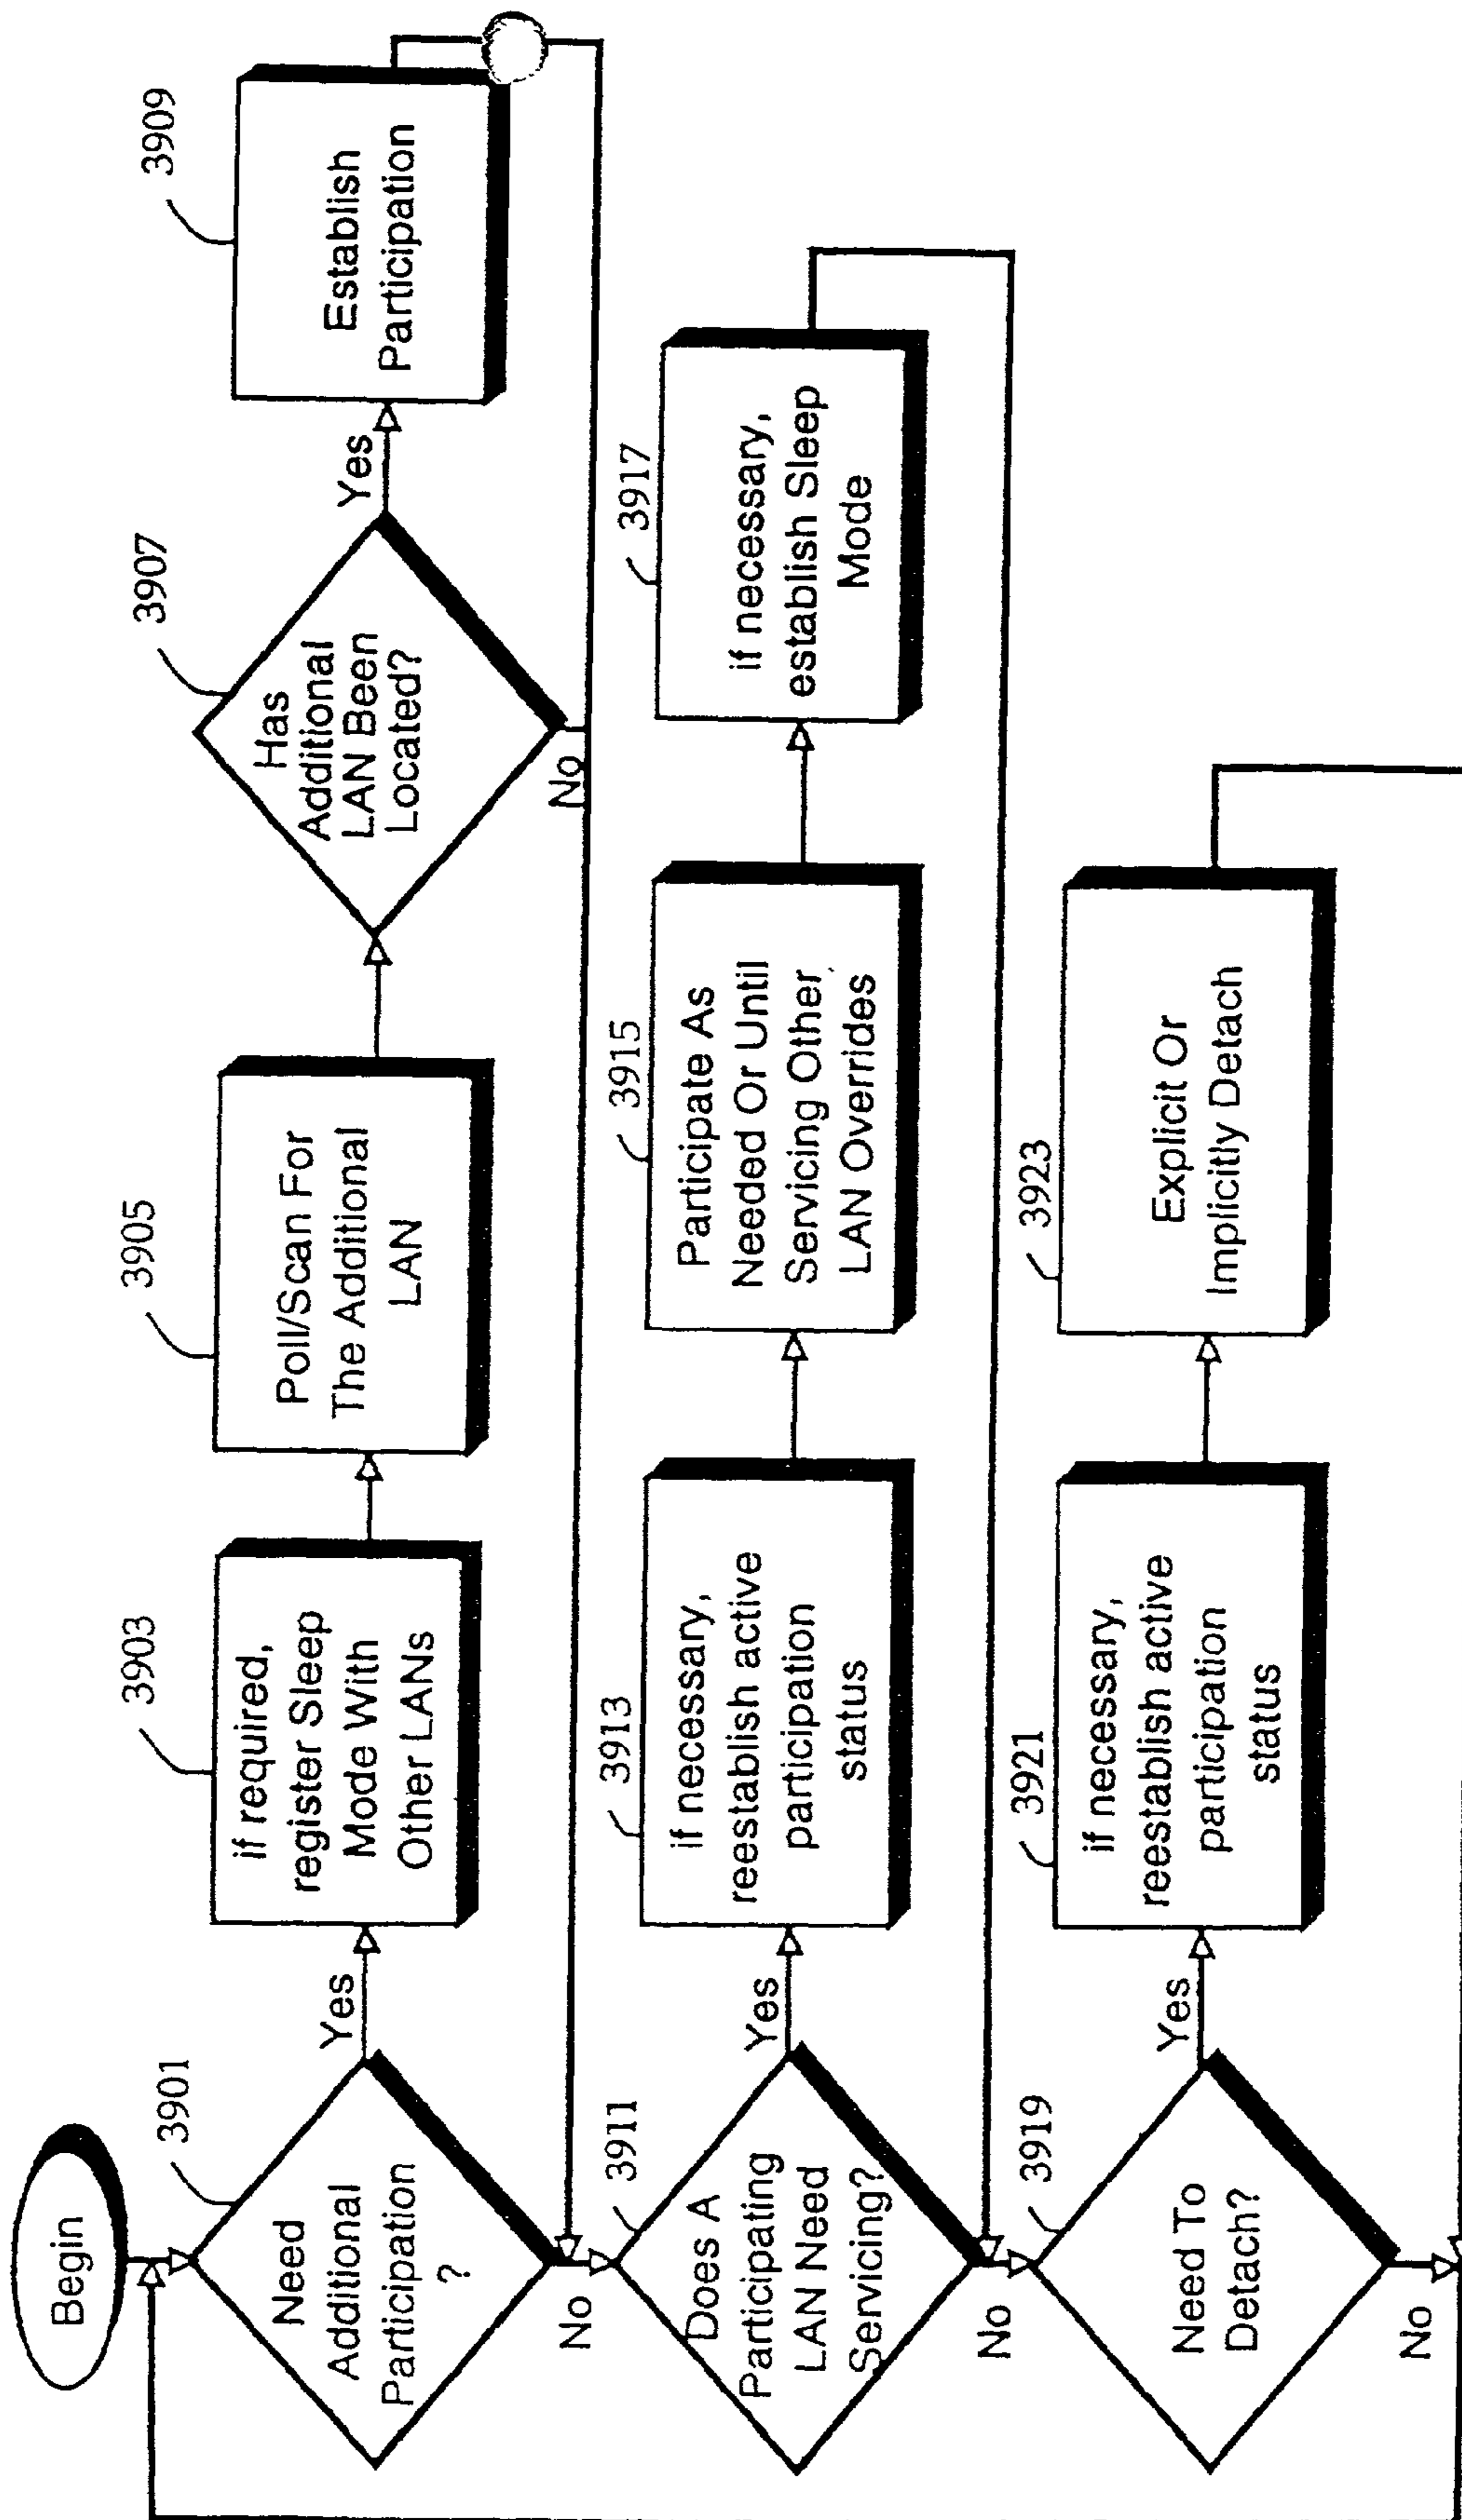 Begin
3901
Need
Additional
Participation
?
Yes
No
3903
if required,
register Sleep
Mode With
Other LANs
3905
Poll/Scan For
The Additional
LAN
3907
Has
Additional
LAN Been
Located?
Yes
No
3909
Establish
Participation
3911
Does A
Participating
LAN Need
Servicing?
Yes
No
3913
if necessary,
reestablish active
participation
status
3915
Participate As
Needed Or Until
Servicing Other
LAN Overrides
3917
if necessary,
establish Sleep
Mode
3919
Need To
Detach?
Yes
No
3921
if necessary,
reestablish active
participation
status
3923
Explicit Or
Implicitly Detach